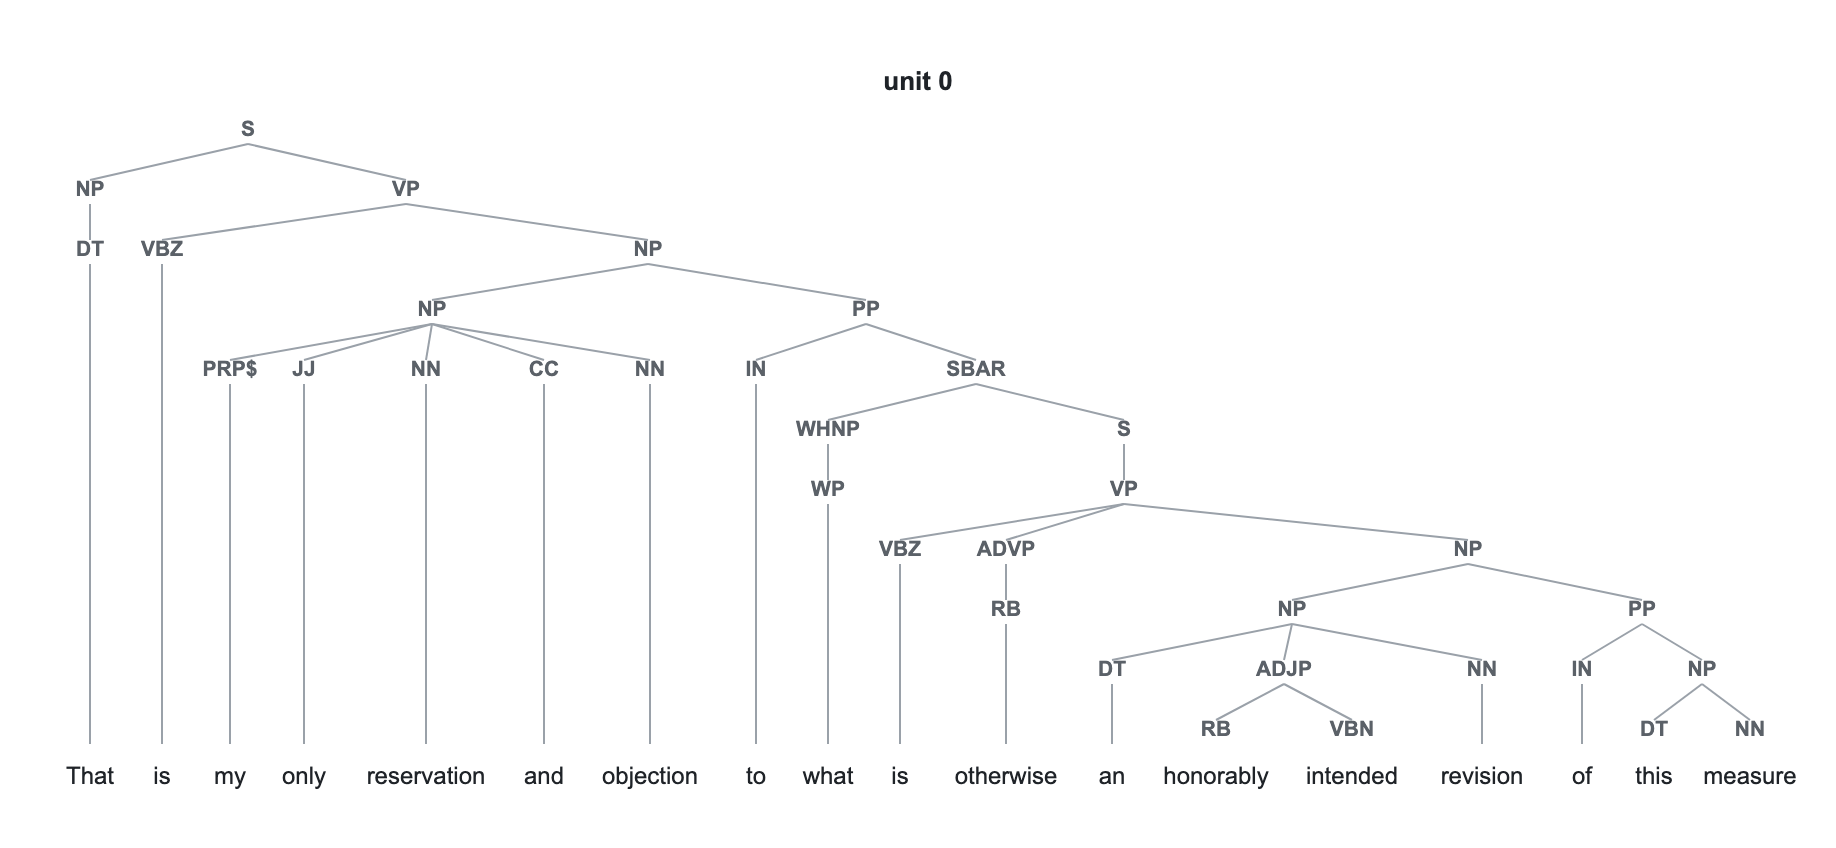 unit 0
S
NP VP
DT VBZ NP
NP PP
PRP$ JJ NN CC NN IN SBAR
WHNP S
WP VP
VBZ ADVP NP
RB NP PP
DT ADJP NN IN NP
RB VBN DT NN
That is my only reservation and objection to what is otherwise an honorably intended revision of this measure